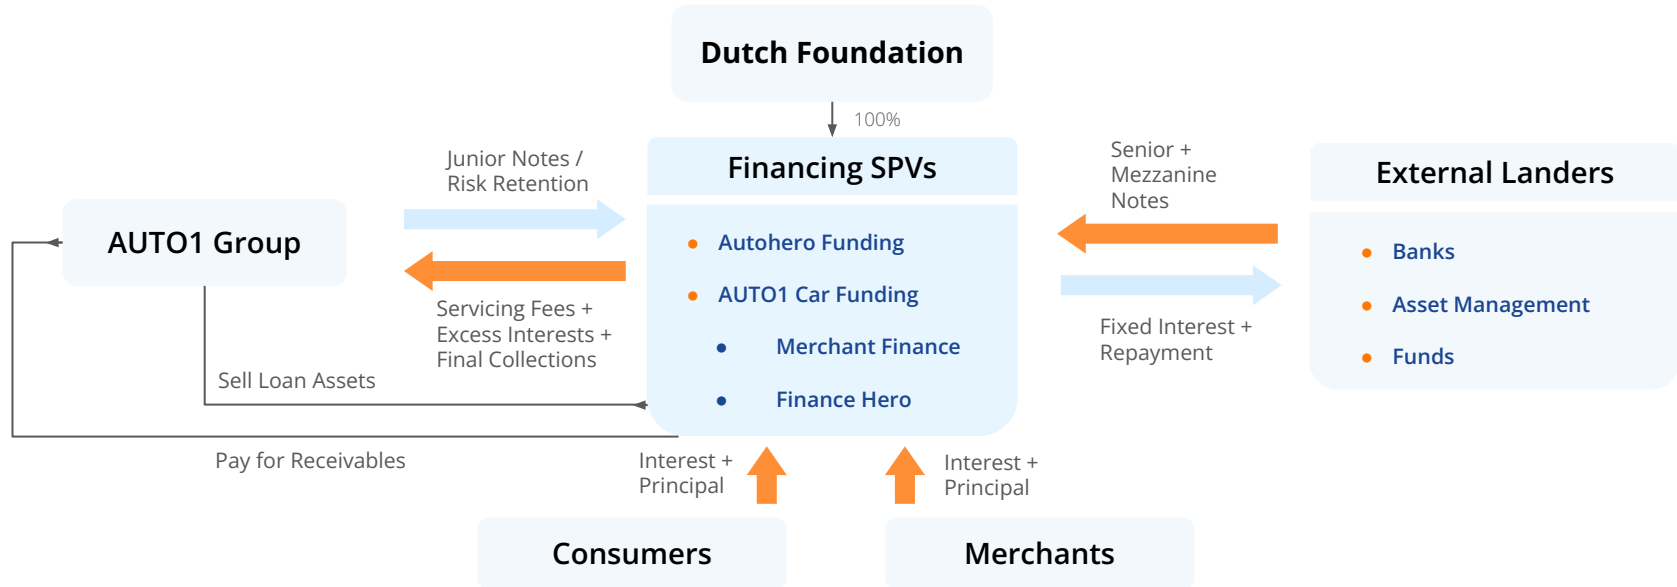 Dutch Foundation
100%
Junior Notes /
Risk Retention
Financing SPVs
Senior +
Mezzanine
Notes
External Landers
AUTO1 Group
Autohero Funding
AUTO1 Car Funding
Merchant Finance
Finance Hero
Banks
Asset Management
Funds
Servicing Fees +
Excess Interests +
Final Collections
Fixed Interest +
Repayment
Sell Loan Assets
Pay for Receivables
Interest +
Principal
Interest +
Principal
Consumers
Merchants